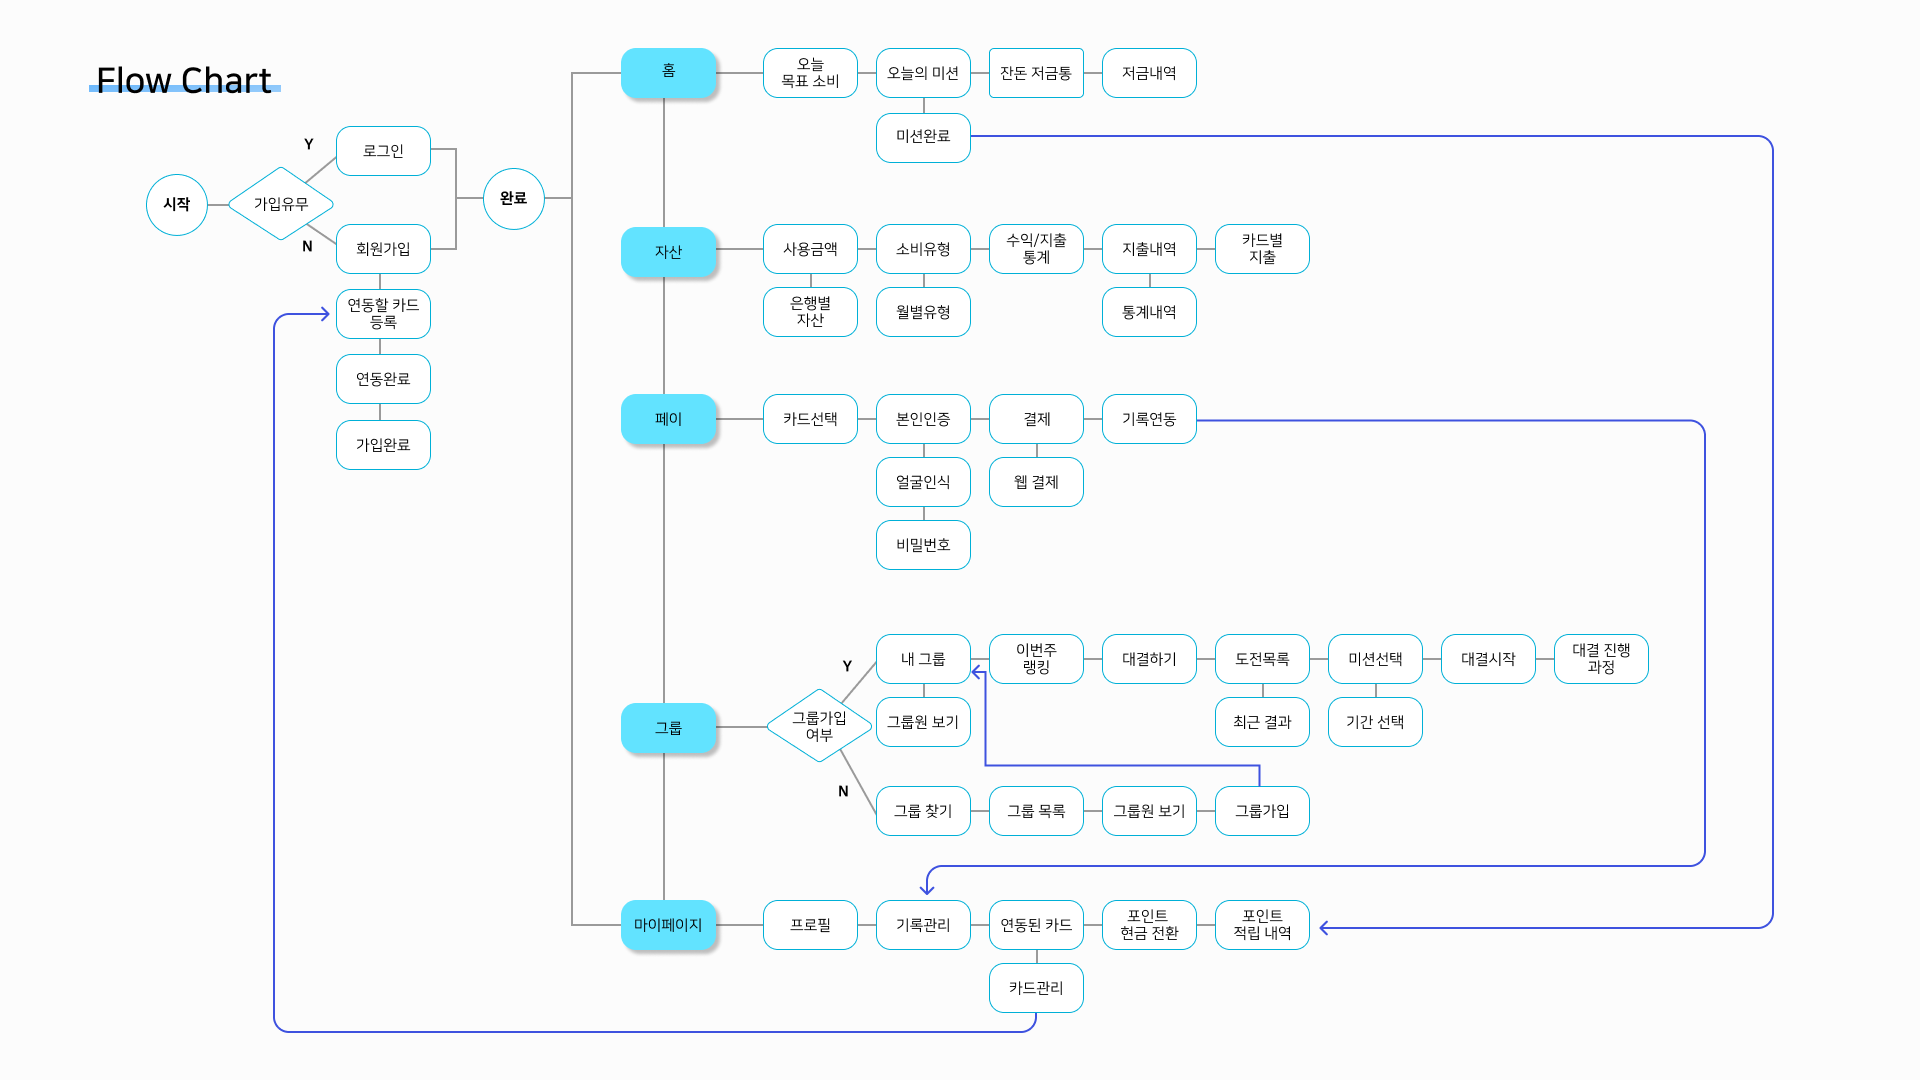 Flow Chart
시작
가입유무
Y
로그인
N
회원가입
연동할 카드
등록
연동완료
가입완료
완료
홈
오늘
목표 소비
오늘의 미션
잔돈 저금통
저금내역
미션완료
자산
사용금액
소비유형
수익/지출
통계
지출내역
카드별
지출
은행별
자산
월별유형
통계내역
페이
카드선택
본인인증
결제
기록연동
얼굴인식
웹 결제
비밀번호
그룹
그룹가입
여부
Y
내 그룹
이번주
랭킹
대결하기
도전목록
미션선택
대결시작
대결 진행
과정
그룹원 보기
최근 결과
기간 선택
N
그룹 찾기
그룹 목록
그룹원 보기
그룹가입
마이페이지
프로필
기록관리
연동된 카드
포인트
현금 전환
포인트
적립 내역
카드관리